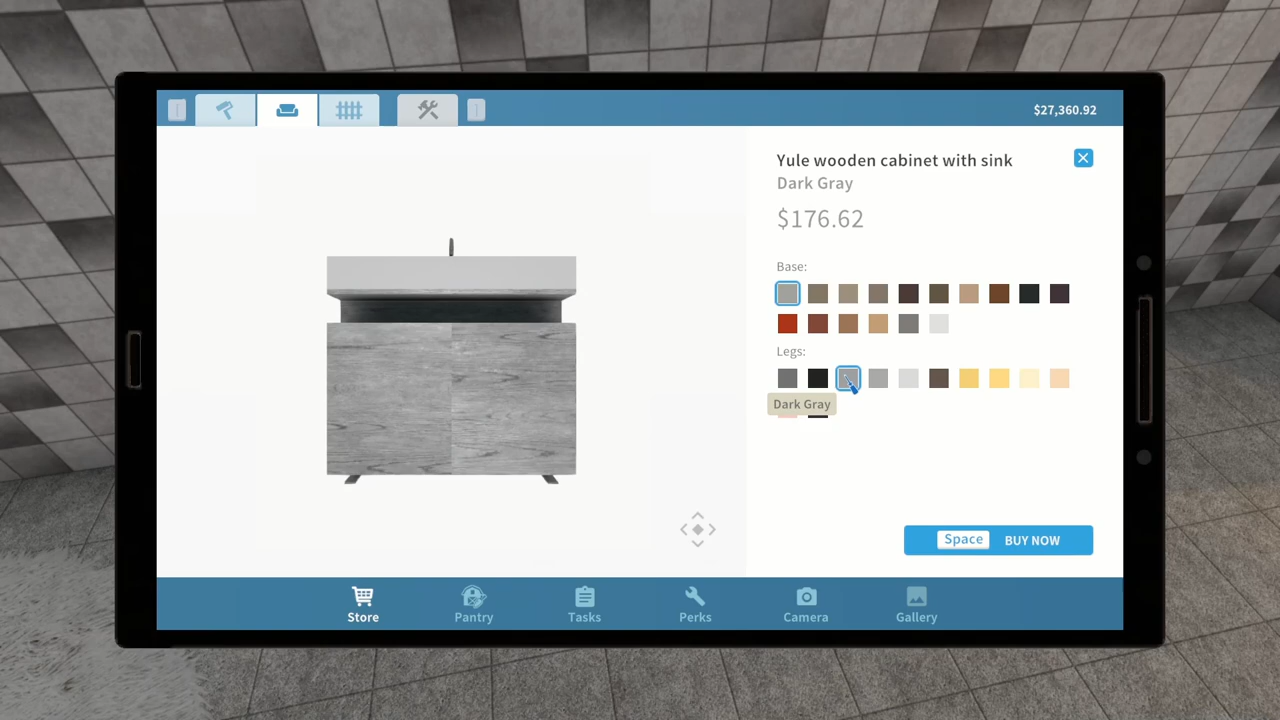 $27,360.92
Yule wooden cabinet with sink
Dark Gray
$176.62
Base:
Legs:
Dark Gray
Space BUY NOW
Store Pantry Tasks Perks Camera Gallery